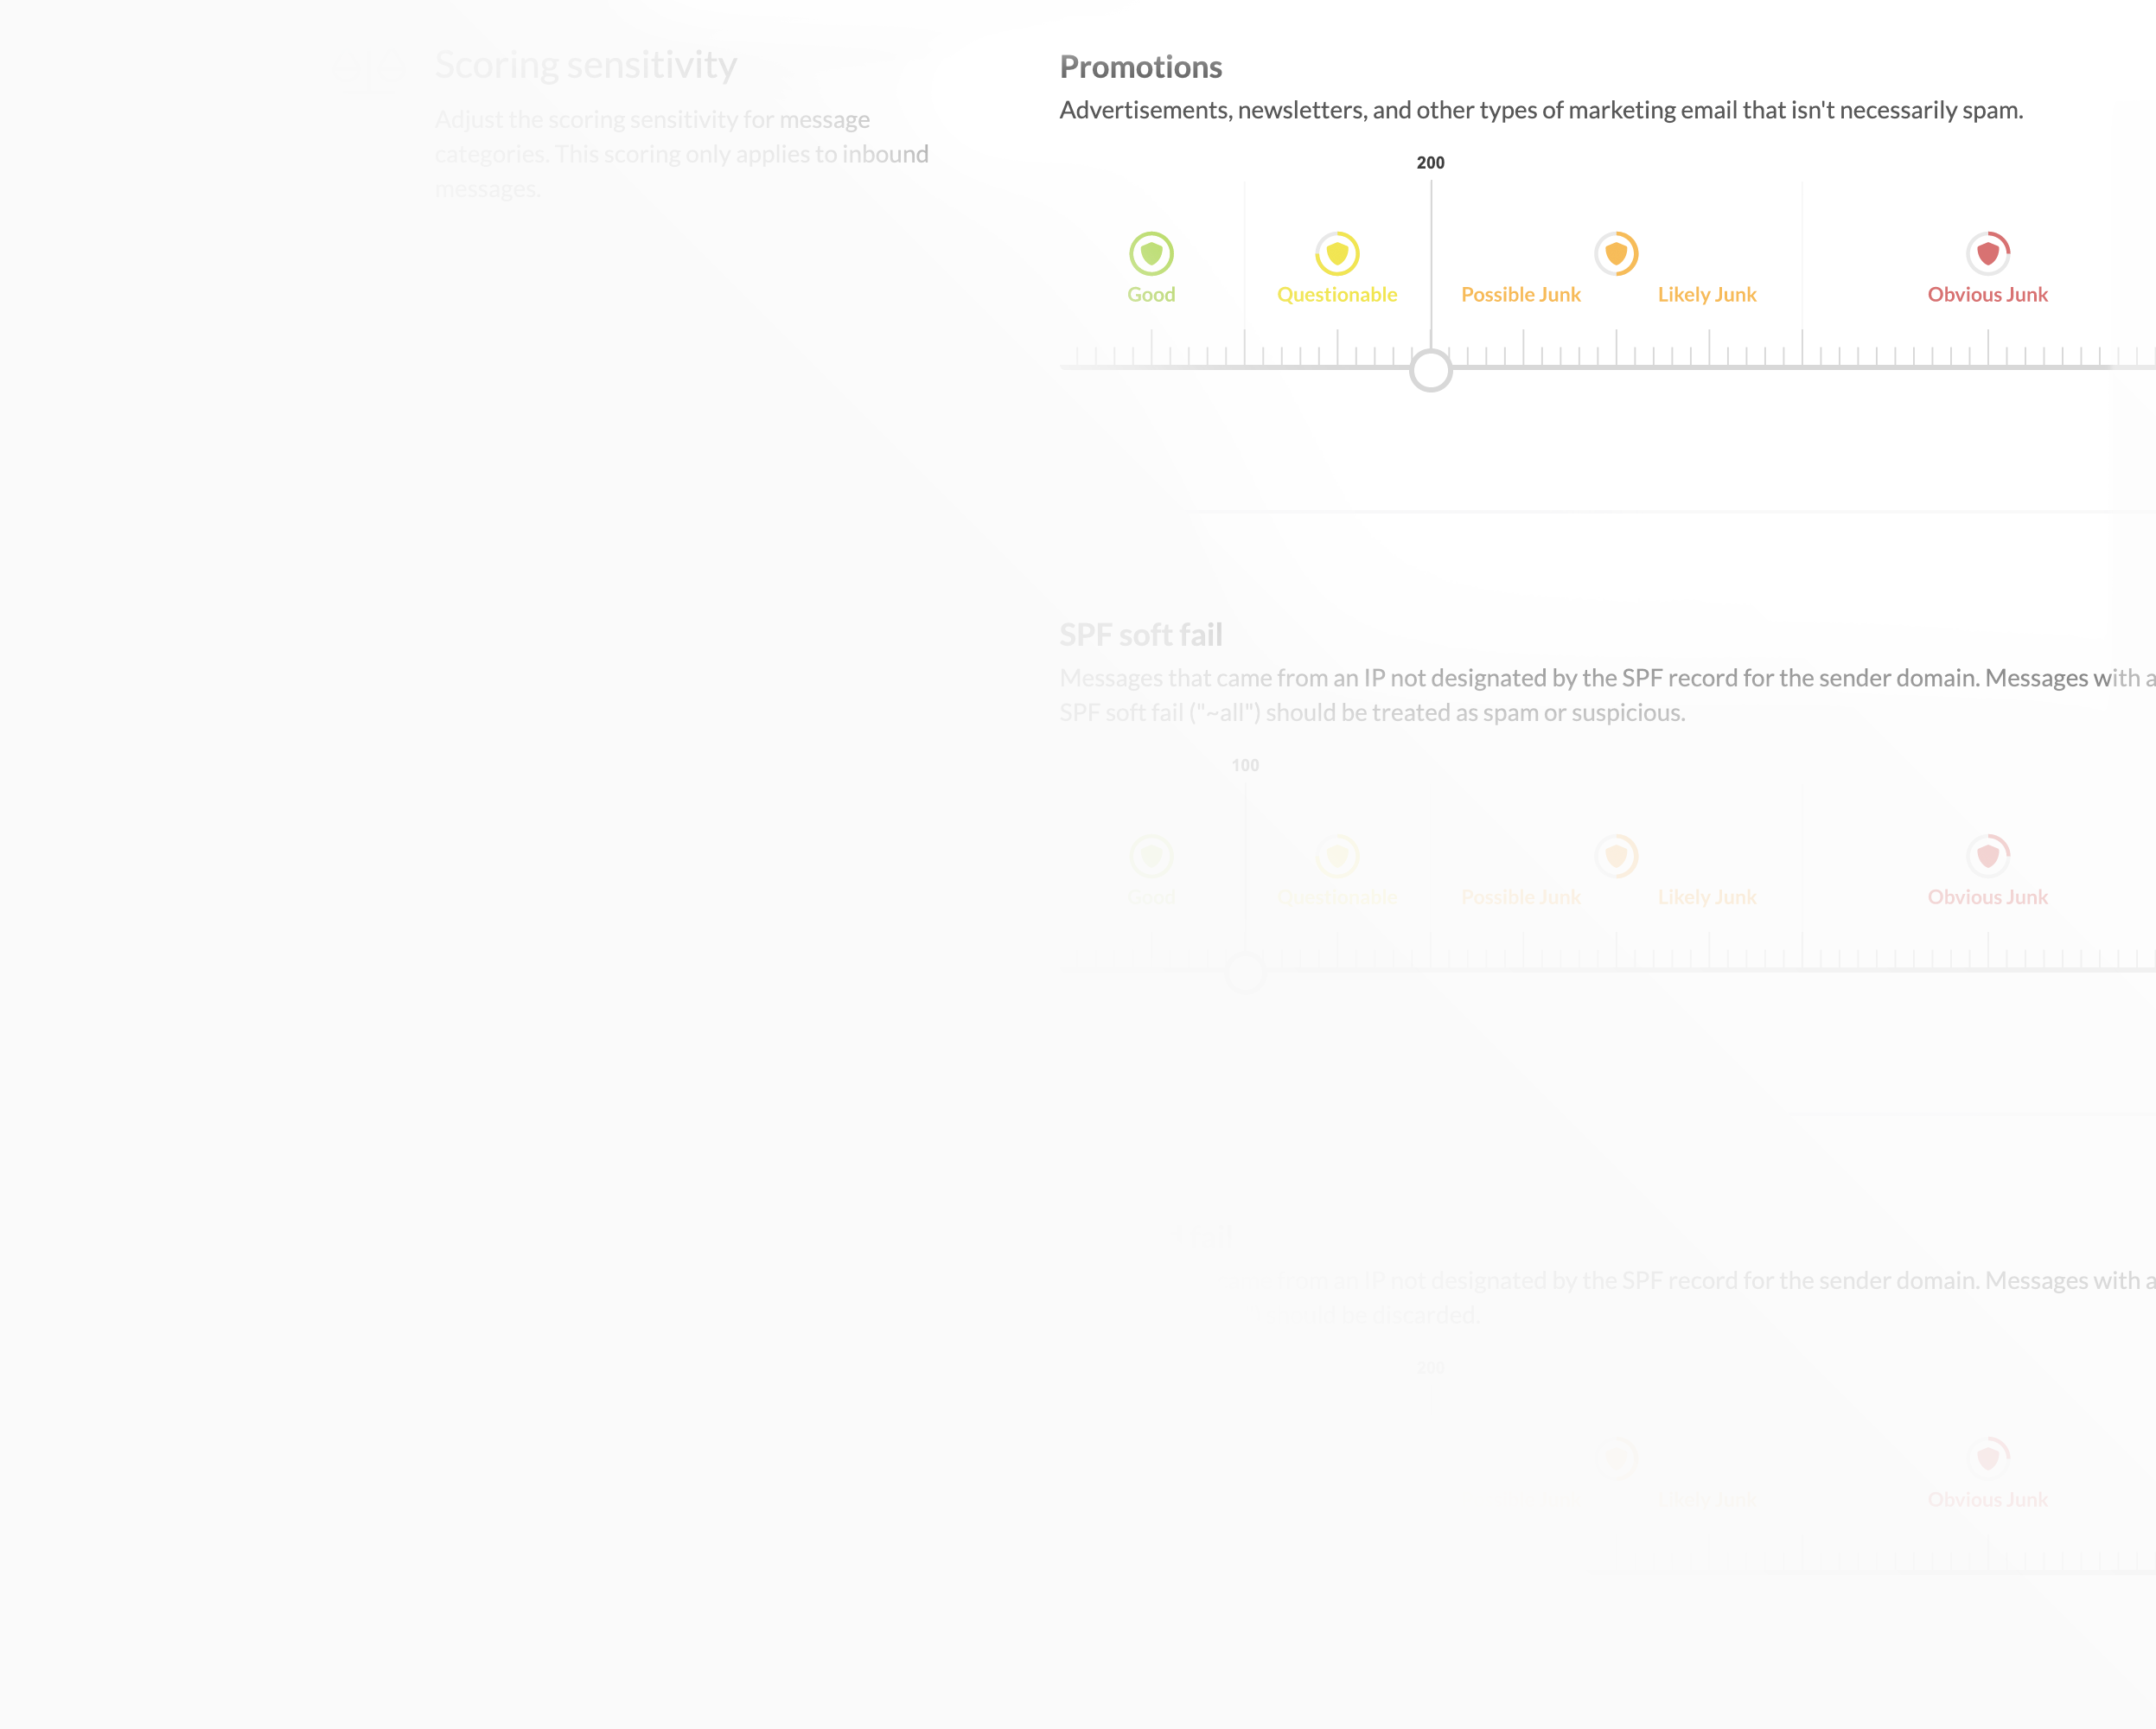 Scoring sensitivity
Adjust the scoring sensitivity for message
categories. This scoring only applies to inbound
messages.
Promotions
Advertisements, newsletters, and other types of marketing email that isn't necessarily spam.
200
Good
Questionable
Possible Junk
Likely Junk
Obvious Junk
SPF soft fail
Messages that came from an IP not designated by the SPF record for the sender domain. Messages with a
SPF soft fail ("~all") should be treated as spam or suspicious.
100
Good
Questionable
Possible Junk
Likely Junk
Obvious Junk
from an IP not designated by the SPF record for the sender domain. Messages with a
be discarded.
200
Likely Junk
Obvious Junk